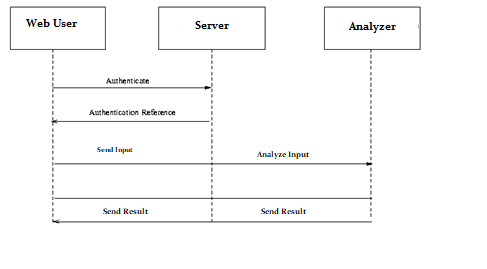 Web User
Server
Analyzer
Authenticate
Authentication Reference
Send Input
Analyze Input
Send Result
Send Result